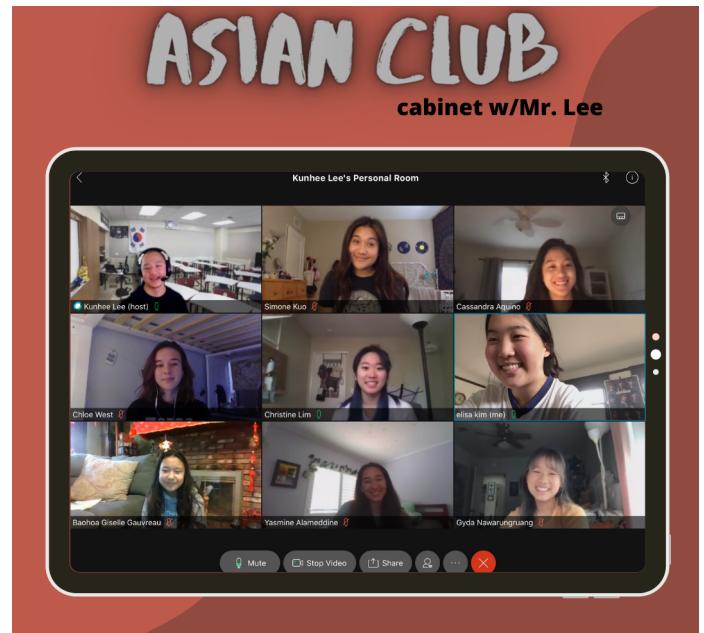 ASIAN CLUB
cabinet w/Mr. Lee
Kunhee Lee's Personal Room
Kunhee Lee (host)
Simone Kuo
Cassandra Aquino
Chloe West
Christine Lim
elisa kim (me)
Baohoa Giselle Gauvreau
Yasmine Alameddine
Gyda Nawarungruang
Mute
Stop Video
Share